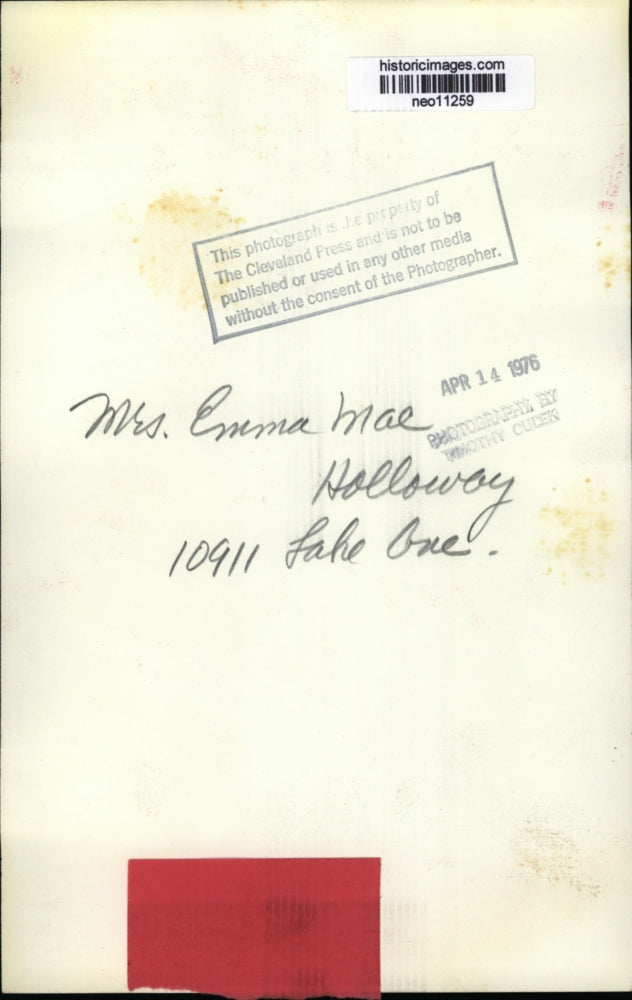 historicimages.com
neo11259
This photograph is the property of
The Cleveland Press and is not to be
published or used in any other media
without the consent of the Photographer.
APR 14 1976
PHOTOGRAPHY BY
TIMOTHY CULEK
Mrs. Emma Mae
Holloway
10911 Lake Ave.